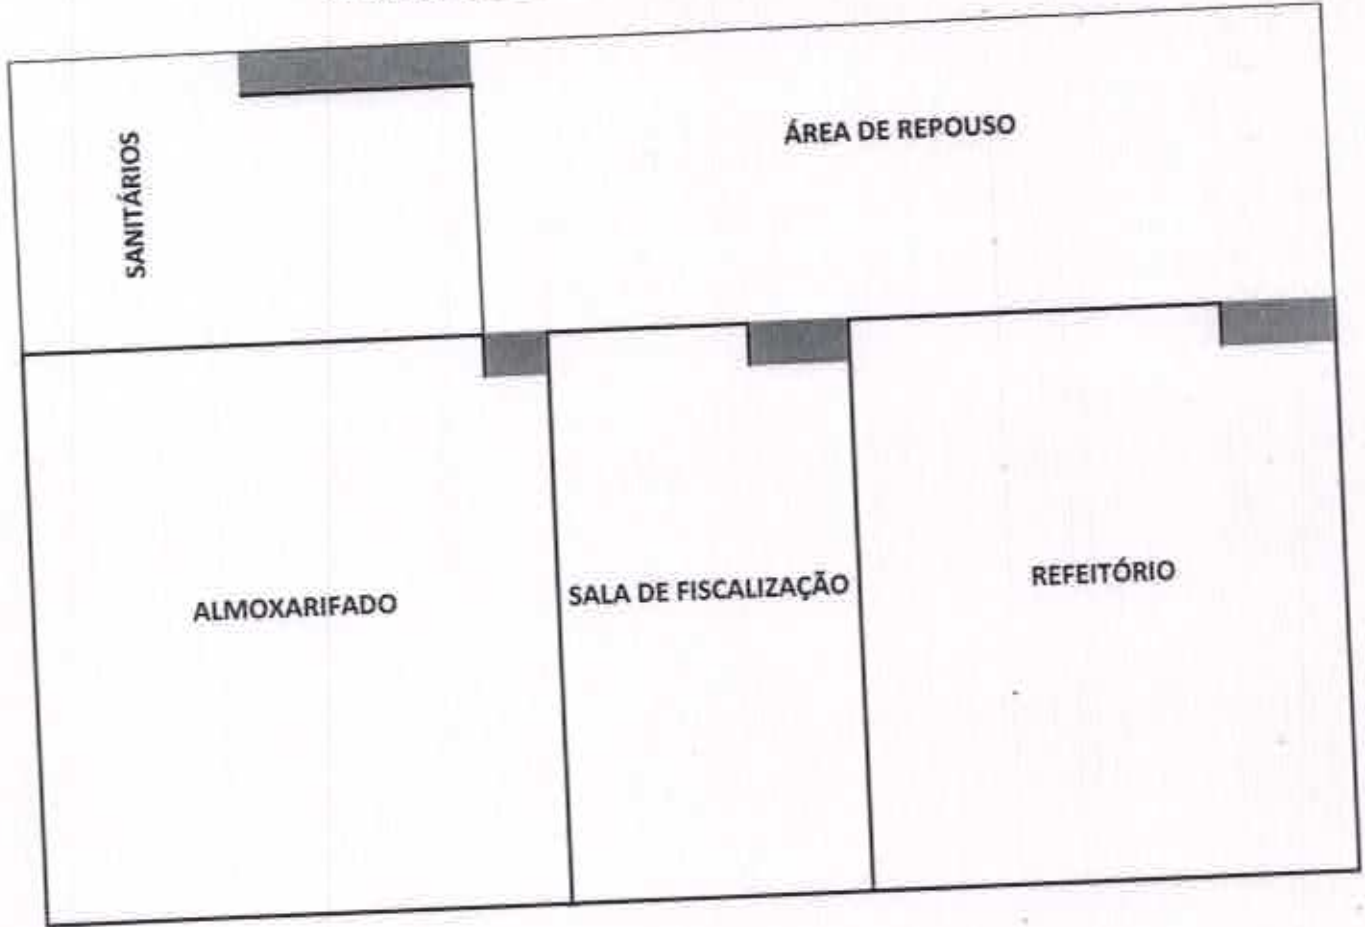 SANITÁRIOS
ÁREA DE REPOUSO
ALMOXARIFADO
SALA DE FISCALIZAÇÃO
REFEITÓRIO